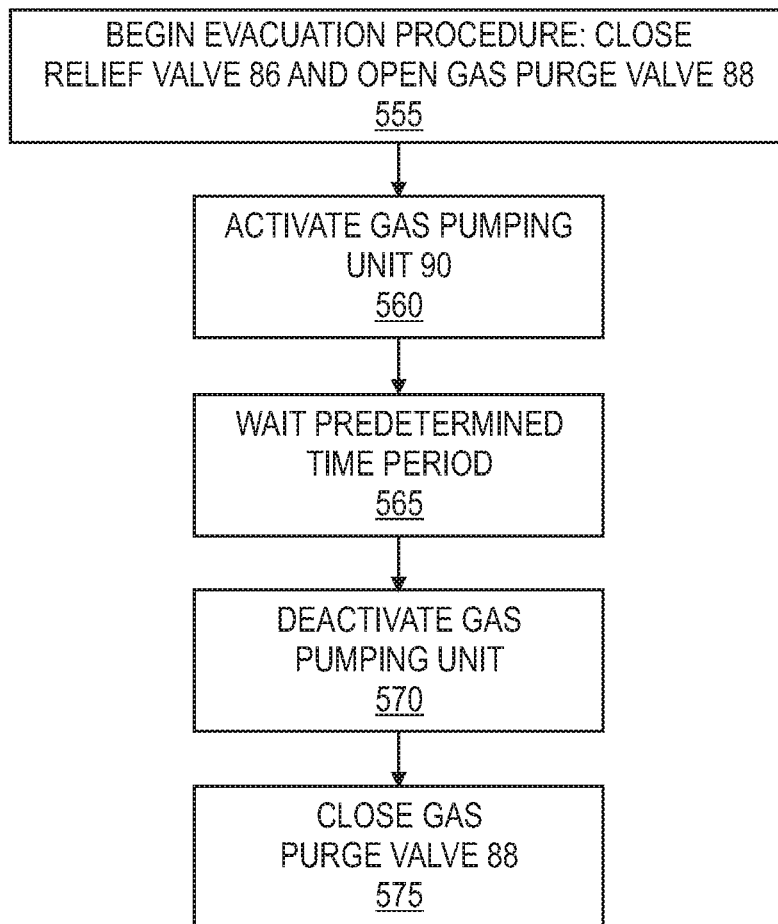 BEGIN EVACUATION PROCEDURE: CLOSE
RELIEF VALVE 86 AND OPEN GAS PURGE VALVE 88
555
ACTIVATE GAS PUMPING
UNIT 90
560
WAIT PREDETERMINED
TIME PERIOD
565
DEACTIVATE GAS
PUMPING UNIT
570
CLOSE GAS
PURGE VALVE 88
575